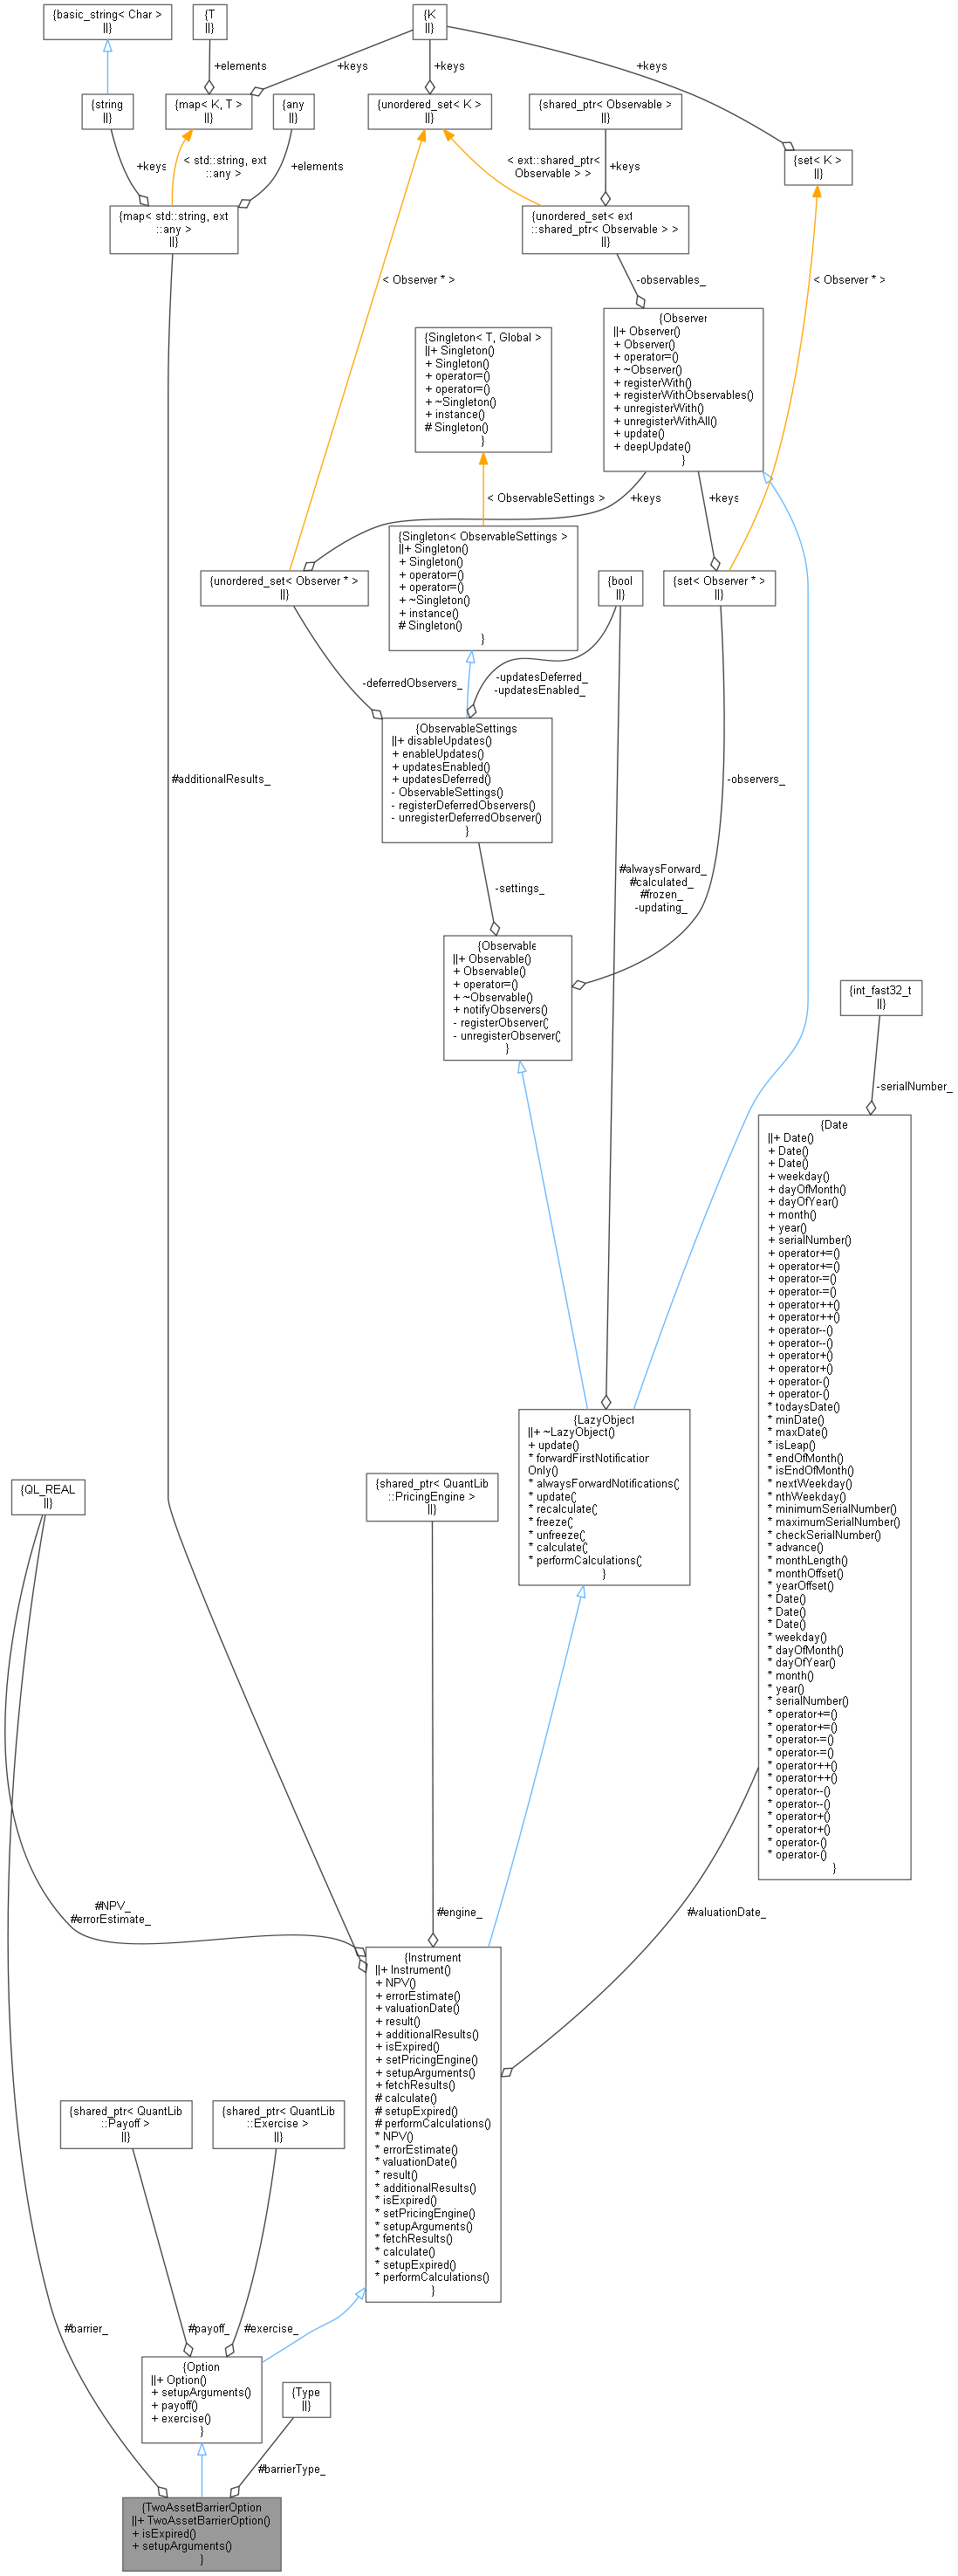 {basic_string< Char >
||}
{T
||}
{K
||}
+elements
+keys
+keys
+keys
{string
||}
{map< K, T >
||}
{any
||}
{unordered_set< K >
||}
{shared_ptr< Observable >
||}
{set< K >
||}
+keys
< std::string, ext
::any >
+elements
< ext::shared_ptr<
Observable > >
+keys
{map< std::string, ext
::any >
||}
{unordered_set< ext
::shared_ptr< Observable > >
||}
< Observer * >
-observables_
< Observer * >
{Observer
||+ Observer()
+ Observer()
+ operator=()
+ ~Observer()
+ registerWith()
+ registerWithObservables()
+ unregisterWith()
+ unregisterWithAll()
+ update()
+ deepUpdate()
}
{Singleton< T, Global >
||+ Singleton()
+ Singleton()
+ operator=()
+ operator=()
+ ~Singleton()
+ instance()
# Singleton()
}
< ObservableSettings >
+keys
+keys
{Singleton< ObservableSettings >
||+ Singleton()
+ Singleton()
+ operator=()
+ operator=()
+ ~Singleton()
+ instance()
# Singleton()
}
{unordered_set< Observer * >
||}
{bool
||}
{set< Observer * >
||}
-deferredObservers_
-updatesDeferred_
-updatesEnabled_
{ObservableSettings
||+ disableUpdates()
+ enableUpdates()
+ updatesEnabled()
+ updatesDeferred()
- ObservableSettings()
- registerDeferredObservers()
- unregisterDeferredObserver()
}
#additionalResults_
-observers_
-settings_
#alwaysForward_
#calculated_
#frozen_
-updating_
{Observable
||+ Observable()
+ Observable()
+ operator=()
+ ~Observable()
+ notifyObservers()
- registerObserver()
- unregisterObserver()
}
{int_fast32_t
||}
-serialNumber_
{Date
||+ Date()
+ Date()
+ Date()
+ weekday()
+ dayOfMonth()
+ dayOfYear()
+ month()
+ year()
+ serialNumber()
+ operator+=()
+ operator+=()
+ operator-=()
+ operator-=()
+ operator++()
+ operator++()
+ operator--()
+ operator--()
+ operator+()
+ operator+()
+ operator-()
+ operator-()
* todaysDate()
* minDate()
* maxDate()
* isLeap()
* endOfMonth()
* isEndOfMonth()
* nextWeekday()
* nthWeekday()
* minimumSerialNumber()
* maximumSerialNumber()
* checkSerialNumber()
* advance()
* monthLength()
* monthOffset()
* yearOffset()
* Date()
* Date()
* Date()
* weekday()
* dayOfMonth()
* dayOfYear()
* month()
* year()
* serialNumber()
* operator+=()
* operator+=()
* operator-=()
* operator-=()
* operator++()
* operator++()
* operator--()
* operator--()
* operator+()
* operator+()
* operator-()
* operator-()
}
{LazyObject
||+ ~LazyObject()
+ update()
* forwardFirstNotification
Only()
* alwaysForwardNotifications()
* update()
* recalculate()
* freeze()
* unfreeze()
* calculate()
* performCalculations()
}
{QL_REAL
||}
{shared_ptr< QuantLib
::PricingEngine >
||}
#NPV_
#errorEstimate_
#engine_
#valuationDate_
{Instrument
||+ Instrument()
+ NPV()
+ errorEstimate()
+ valuationDate()
+ result()
+ additionalResults()
+ isExpired()
+ setPricingEngine()
+ setupArguments()
+ fetchResults()
# calculate()
# setupExpired()
# performCalculations()
* NPV()
* errorEstimate()
* valuationDate()
* result()
* additionalResults()
* isExpired()
* setPricingEngine()
* setupArguments()
* fetchResults()
* calculate()
* setupExpired()
* performCalculations()
}
{shared_ptr< QuantLib
::Payoff >
||}
{shared_ptr< QuantLib
::Exercise >
||}
#barrier_
#payoff_
#exercise_
{Option
||+ Option()
+ setupArguments()
+ payoff()
+ exercise()
}
{Type
||}
#barrierType_
{TwoAssetBarrierOption
||+ TwoAssetBarrierOption()
+ isExpired()
+ setupArguments()
}